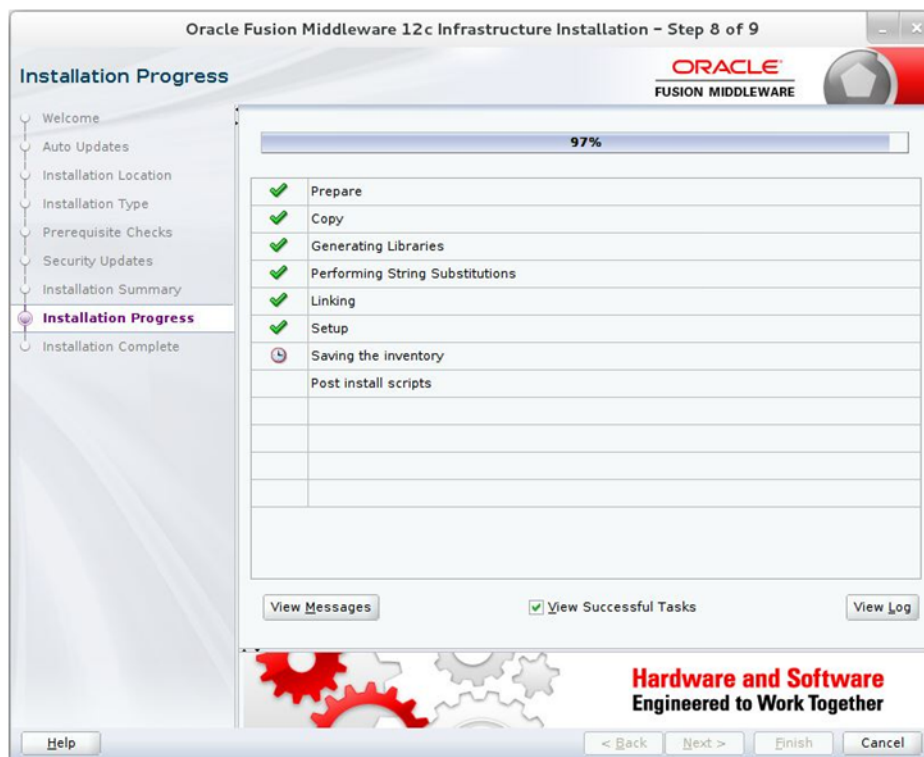 Oracle Fusion Middleware 12c Infrastructure Installation - Step 8 of 9
Installation Progress
ORACLE
FUSION MIDDLEWARE
Welcome
Auto Updates
Installation Location
Installation Type
Prerequisite Checks
Security Updates
Installation Summary
Installation Progress
Installation Complete
97%
Prepare
Copy
Generating Libraries
Performing String Substitutions
Linking
Setup
Saving the inventory
Post install scripts
View Messages
View Successful Tasks
View Log
Hardware and Software
Engineered to Work Together
Help
< Back
Next >
Finish
Cancel